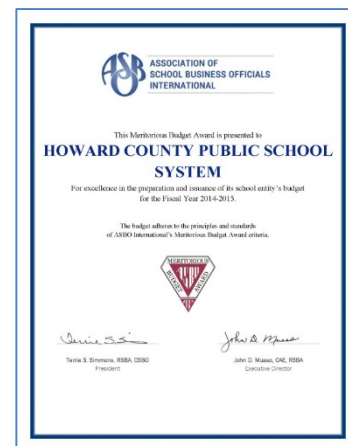 ASBO
ASSOCIATION OF
SCHOOL BUSINESS OFFICIALS
INTERNATIONAL
This Meritorious Budget Award is presented to
HOWARD COUNTY PUBLIC SCHOOL
SYSTEM
For excellence in the preparation and issuance of its school entity's budget
for the Fiscal Year 2014-2015.
The budget adheres to the principles and standards
of ASBO International's Meritorious Budget Award criteria.
MERITORIOUS
BUDGET
ASBO
AWARD
John D. Musso
Terrie S. Simmons, RSBA, CSBO
President
John D. Musso, CAE, RSBA
Executive Director